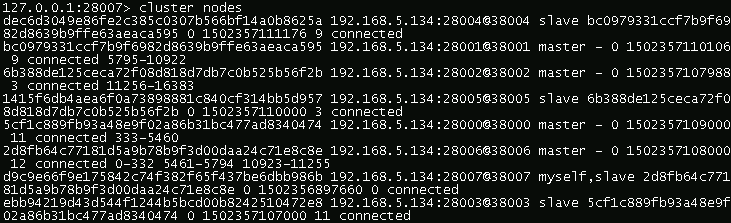 127.0.0.1:28007> cluster nodes
dec6d3049e86fe2c385c0307b566bf14a0b8625a 192.168.5.134:28004@38004 slave bc0979331ccf7b9f69
82d8639b9ffe63aeaca595 0 1502357111176 9 connected
bc0979331ccf7b9f6982d8639b9ffe63aeaca595 192.168.5.134:28001@38001 master - 0 1502357110106
 9 connected 5795-10922
6b388de125ceca72f08d818d7db7c0b525b56f2b 192.168.5.134:28002@38002 master - 0 1502357107988
 3 connected 11256-16383
1415f6db4aea6f0a73898881c840cf314bb5d957 192.168.5.134:28005@38005 slave 6b388de125ceca72f0
8d818d7db7c0b525b56f2b 0 1502357110000 3 connected
5cf1c889fb93a48e9f02a86b31bc477ad8340474 192.168.5.134:28000@38000 master - 0 1502357109000
 11 connected 333-5460
2d8fb64c77181d5a9b78b9f3d00daa24c71e8c8e 192.168.5.134:28006@38006 master - 0 1502357108000
 12 connected 0-332 5461-5794 10923-11255
d9c9e66f9e175842c74f382f65f437be6dbb986b 192.168.5.134:28007@38007 myself,slave 2d8fb64c771
81d5a9b78b9f3d00daa24c71e8c8e 0 1502356897660 0 connected
ebb94219d43d544f1244b5bcd00b8242510472e8 192.168.5.134:28003@38003 slave 5cf1c889fb93a48e9f
02a86b31bc477ad8340474 0 1502357107000 11 connected